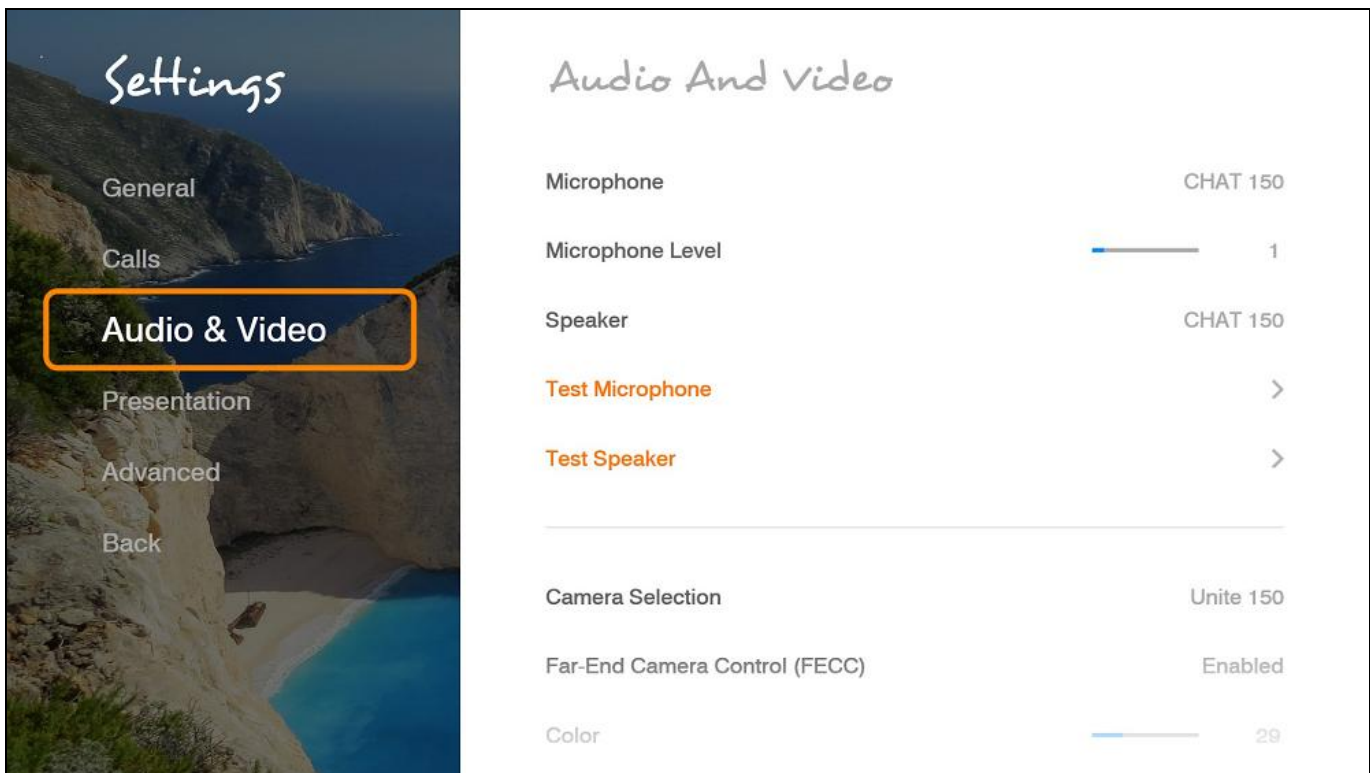 Settings
General
Calls
Audio & Video
Presentation
Advanced
Back
Audio And Video
Microphone CHAT 150
Microphone Level 1
Speaker CHAT 150
Test Microphone
Test Speaker
Camera Selection Unite 150
Far-End Camera Control (FECC) Enabled
Color 29